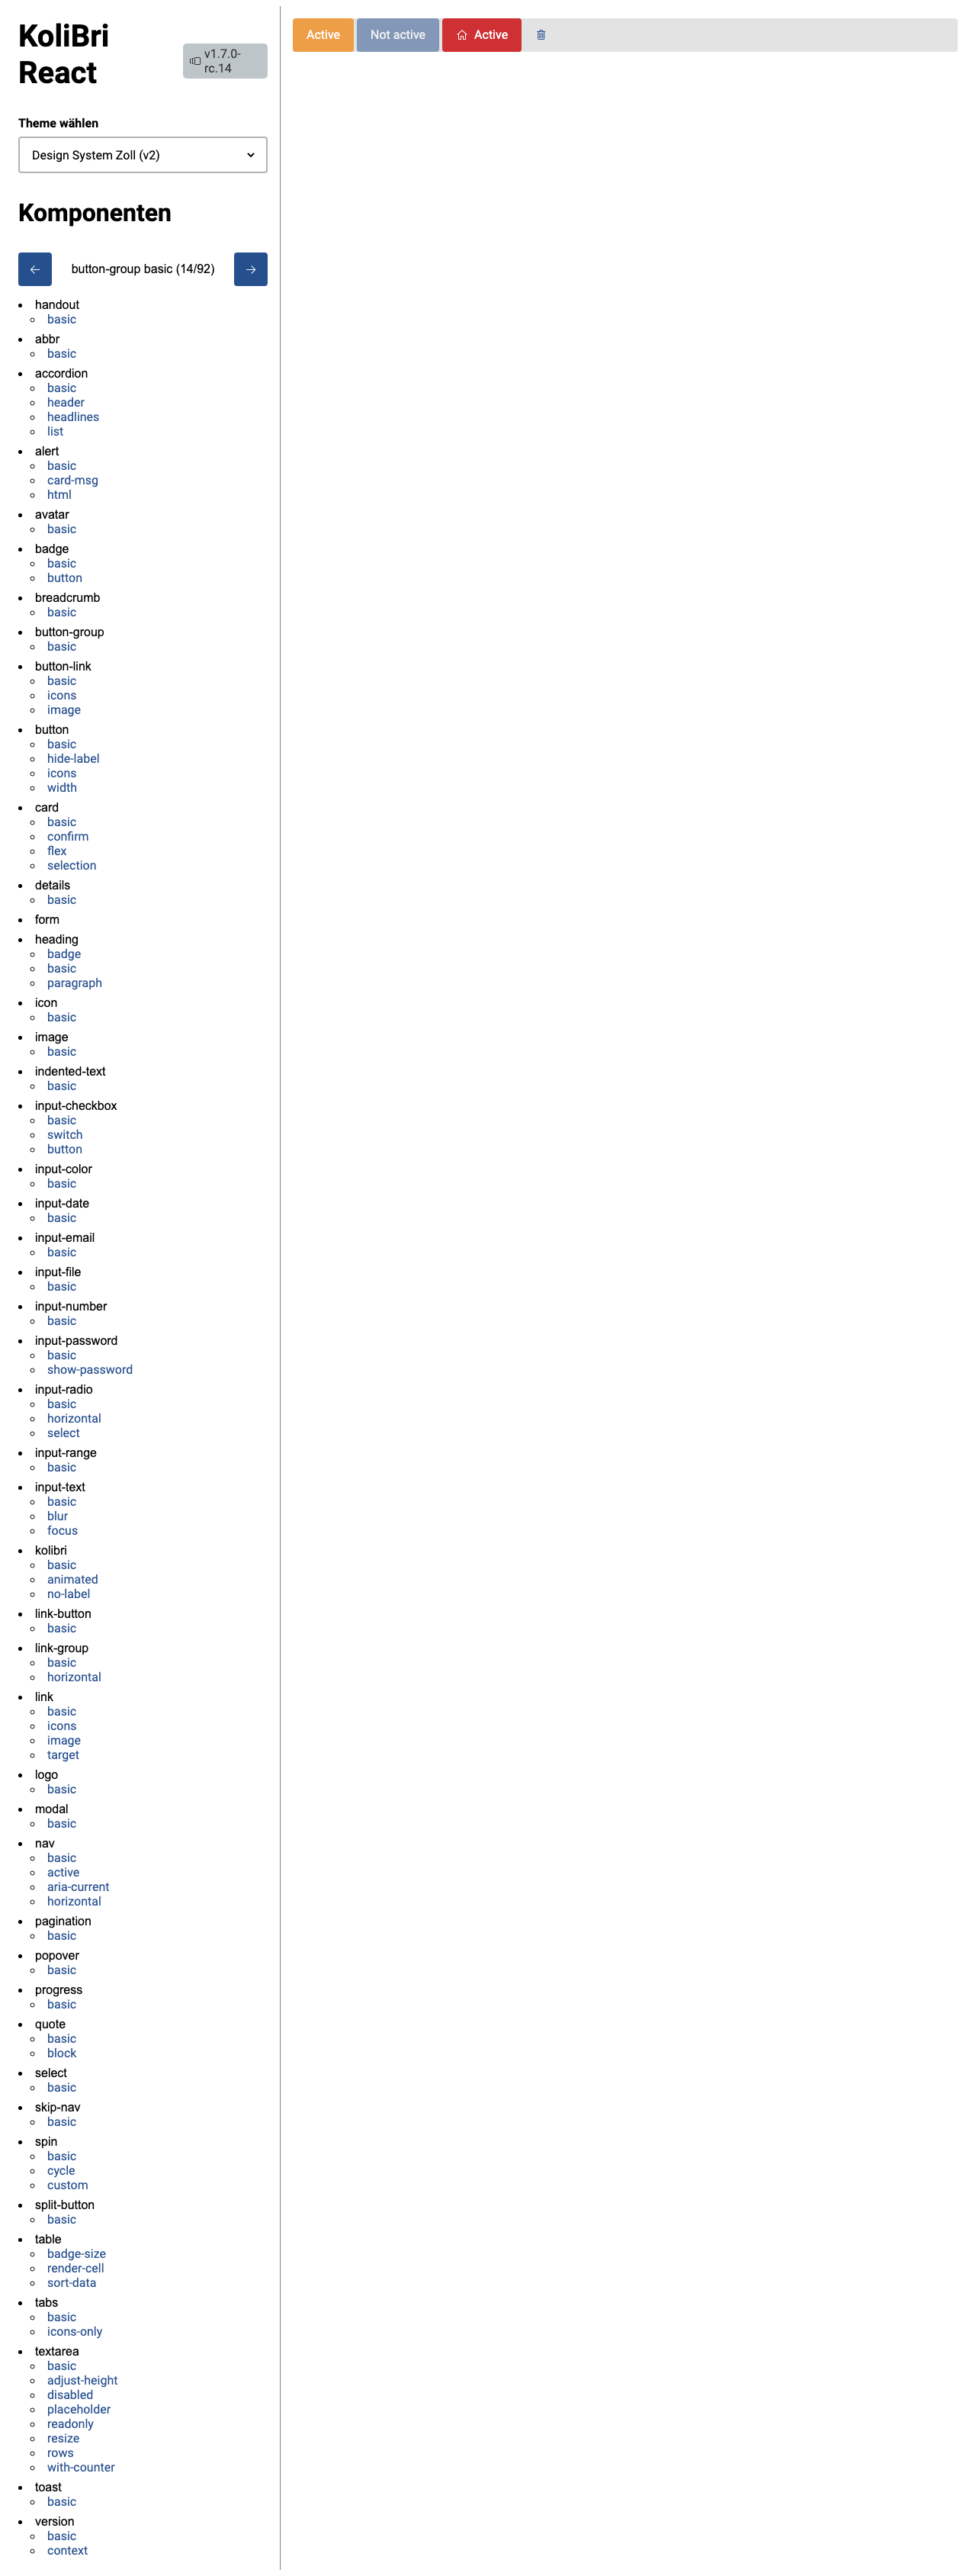 KoliBri
React
v1.7.0-
rc.14
Theme wählen
Design System Zoll (v2)
Komponenten
button-group basic (14/92)
handout
basic
abbr
basic
accordion
basic
header
headlines
list
alert
basic
card-msg
html
avatar
basic
badge
basic
button
breadcrumb
basic
button-group
basic
button-link
basic
icons
image
button
basic
hide-label
icons
width
card
basic
confirm
flex
selection
details
basic
form
heading
badge
basic
paragraph
icon
basic
image
basic
indented-text
basic
input-checkbox
basic
switch
button
input-color
basic
input-date
basic
input-email
basic
input-file
basic
input-number
basic
input-password
basic
show-password
input-radio
basic
horizontal
select
input-range
basic
input-text
basic
blur
focus
kolibri
basic
animated
no-label
link-button
basic
link-group
basic
horizontal
link
basic
icons
image
target
logo
basic
modal
basic
nav
basic
active
aria-current
horizontal
pagination
basic
popover
basic
progress
basic
quote
basic
block
select
basic
skip-nav
basic
spin
basic
cycle
custom
split-button
basic
table
badge-size
render-cell
sort-data
tabs
basic
icons-only
textarea
basic
adjust-height
disabled
placeholder
readonly
resize
rows
with-counter
toast
basic
version
basic
context
Active Not active Active